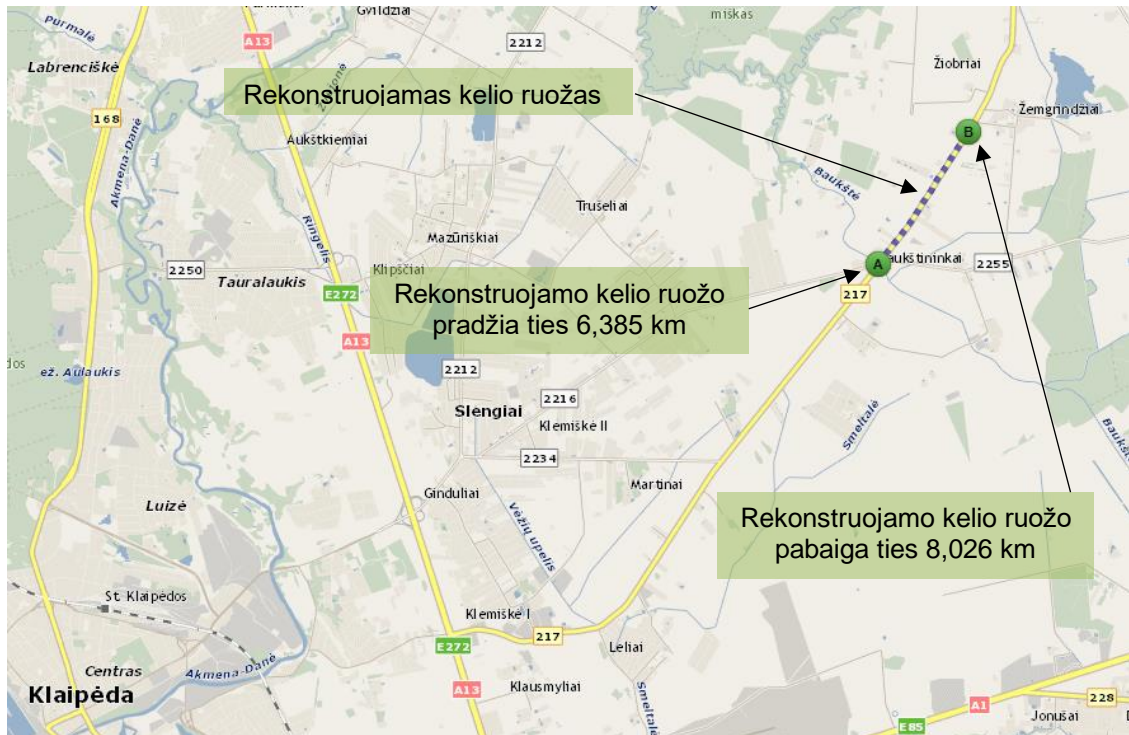 Purmalė
Gvildžiai
miškas
2212
A13
Labrenciškė
Žiobriai
Rekonstruojamas kelio ruožas
168
Žemgrindžiai
B
Aukštkiemiai
Akmena-Danė
Baukštė
Trušeliai
Ringelis
Mazūriškiai
2250
Tauralaukis
Klipščiai
A
2255
E272
217
Rekonstruojamo kelio ruožo
pradžia ties 6,385 km
A13
ež. Aulaukis
2212
2216
Slengiai
Klemiškė II
Smeltalė
Baukštė
2234
Martinai
Ginduliai
Luizė
Vėžių upelis
Rekonstruojamo kelio ruožo
pabaiga ties 8,026 km
St. Klaipėdos
Klemiškė I
217
E272
Leliai
Centras
Akmena-Danė
Klaipėda
A13
Klausmyliai
Smeltalė
A1
228
E85
Jonušai